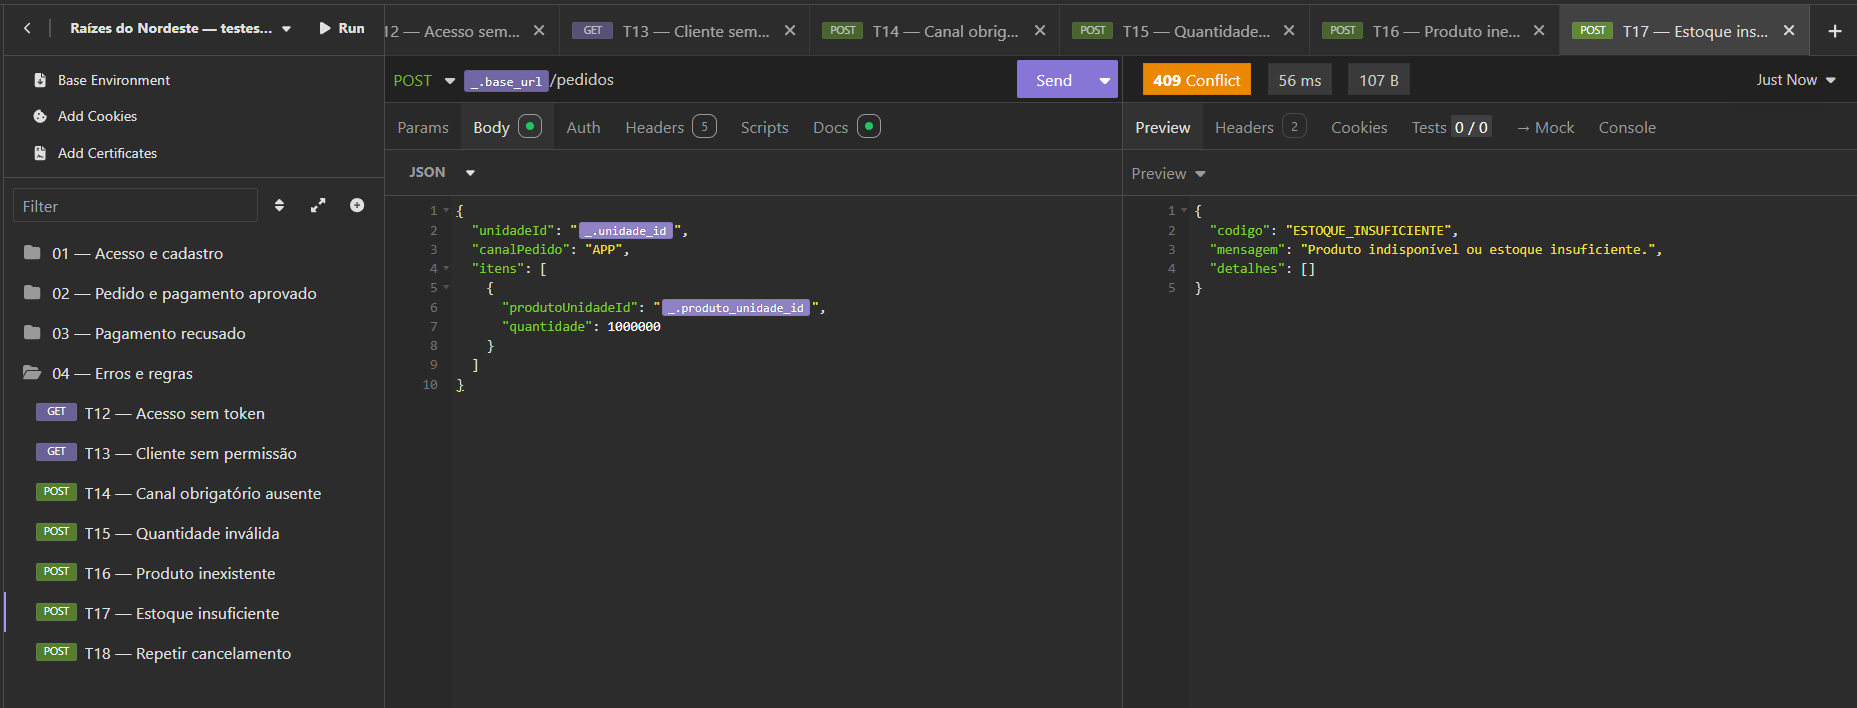 Raízes do Nordeste — testes...
Run
12 — Acesso sem...
GET T13 — Cliente sem...
POST T14 — Canal obrig...
POST T15 — Quantidade...
POST T16 — Produto ine...
POST T17 — Estoque ins...
Base Environment
Add Cookies
Add Certificates
Filter
01 — Acesso e cadastro
02 — Pedido e pagamento aprovado
03 — Pagamento recusado
04 — Erros e regras
GET T12 — Acesso sem token
GET T13 — Cliente sem permissão
POST T14 — Canal obrigatório ausente
POST T15 — Quantidade inválida
POST T16 — Produto inexistente
POST T17 — Estoque insuficiente
POST T18 — Repetir cancelamento
POST _.base_url/pedidos
Send
Params Body Auth Headers 5 Scripts Docs
JSON
1 {
2 "unidadeId": "_.unidade_id",
3 "canalPedido": "APP",
4 "itens": [
5 {
6 "produtoUnidadeId": "_.produto_unidade_id",
7 "quantidade": 1000000
8 }
9 ]
10 }
409 Conflict 56 ms 107 B Just Now
Preview Headers 2 Cookies Tests 0 / 0 → Mock Console
Preview
1 {
2 "codigo": "ESTOQUE_INSUFICIENTE",
3 "mensagem": "Produto indisponível ou estoque insuficiente.",
4 "detalhes": []
5 }